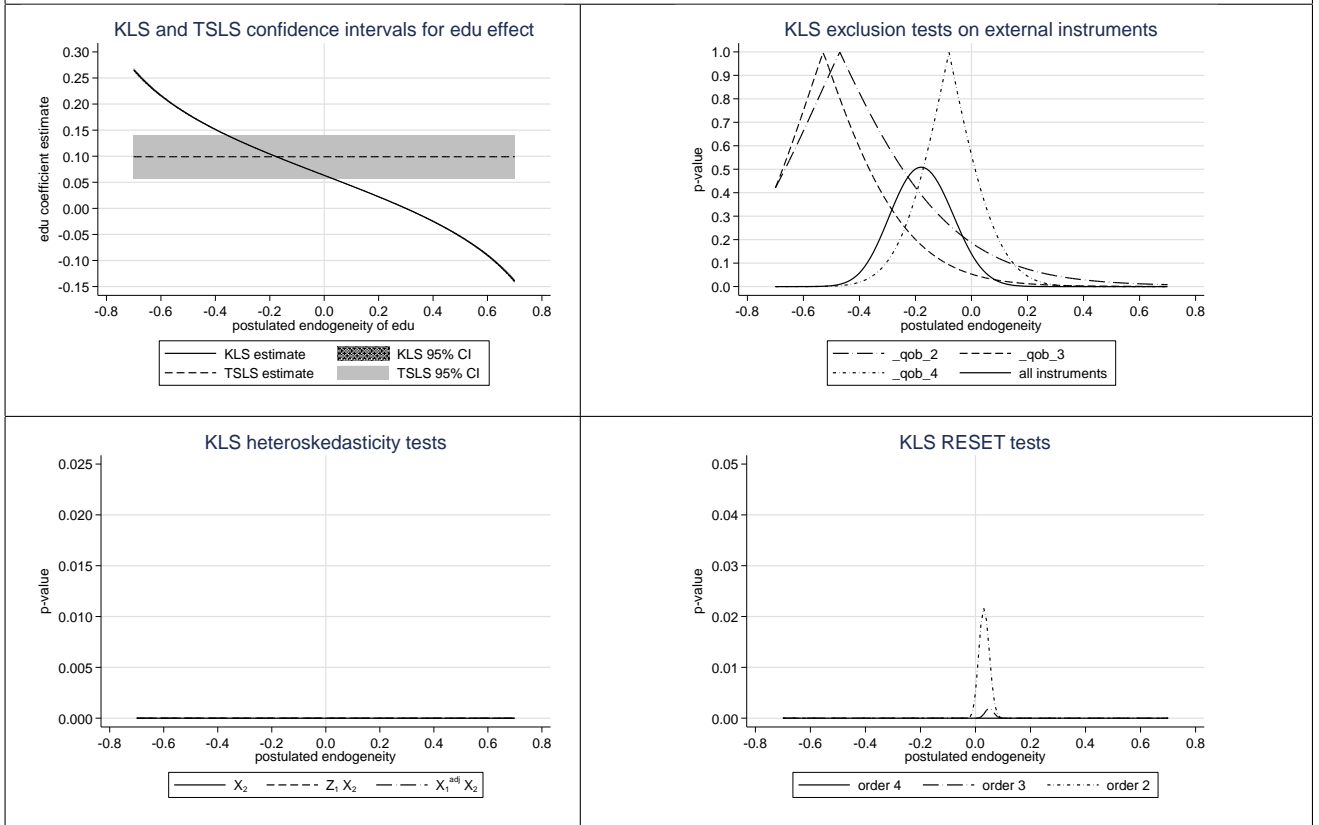 KLS and TSLS confidence intervals for edu effect
edu coefficient estimate
0.30
0.25
0.20
0.15
0.10
0.05
0.00
-0.05
-0.10
-0.15
-0.8 -0.6 -0.4 -0.2 0.0 0.2 0.4 0.6 0.8
postulated endogeneity of edu
KLS estimate KLS 95% CI
TSLS estimate TSLS 95% CI
KLS exclusion tests on external instruments
p-value
1.0
0.9
0.8
0.7
0.6
0.5
0.4
0.3
0.2
0.1
0.0
-0.8 -0.6 -0.4 -0.2 0.0 0.2 0.4 0.6 0.8
postulated endogeneity
_qob_2 _qob_3
_qob_4 all instruments
KLS heteroskedasticity tests
p-value
0.025
0.020
0.015
0.010
0.005
0.000
-0.8 -0.6 -0.4 -0.2 0.0 0.2 0.4 0.6 0.8
postulated endogeneity
X₂ Z₁ X₂ X₁ᵃᵈʲ X₂
KLS RESET tests
p-value
0.05
0.04
0.03
0.02
0.01
0.00
-0.8 -0.6 -0.4 -0.2 0.0 0.2 0.4 0.6 0.8
postulated endogeneity
order 4 order 3 order 2